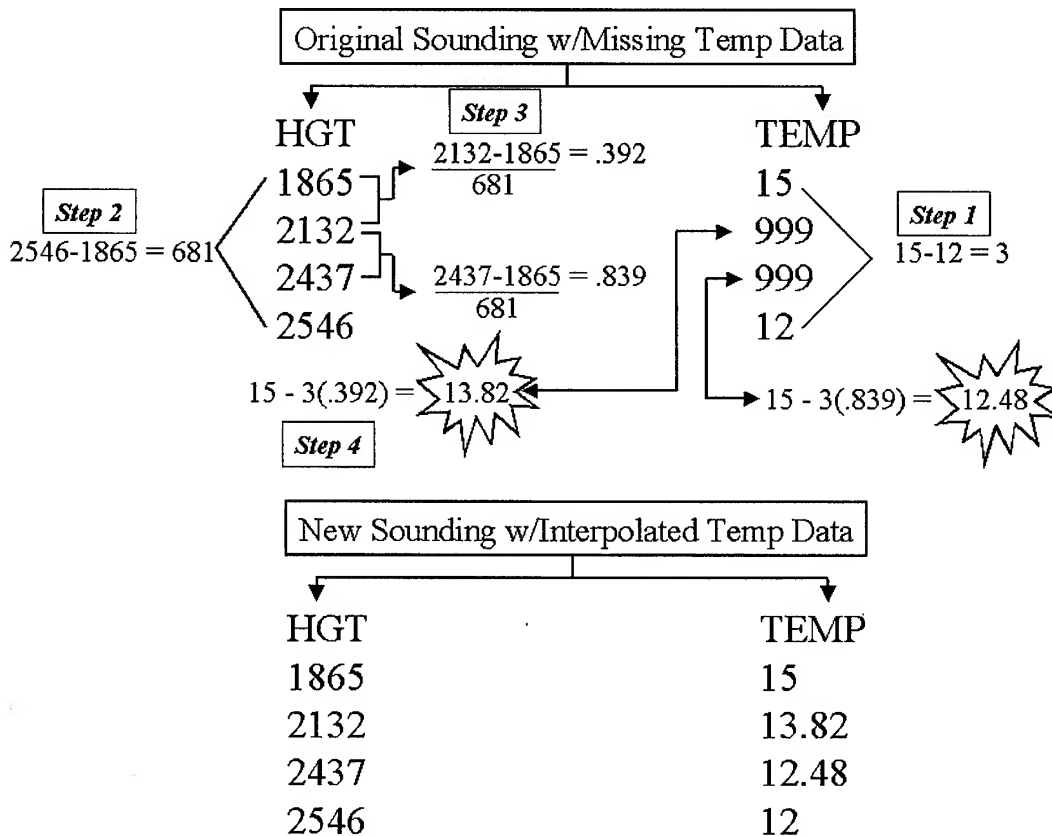 Original Sounding w/Missing Temp Data
HGT
Step 3
TEMP
2132-1865 = .392
681
1865
15
Step 2
2132
999
Step 1
2546-1865 = 681
2437
999
15-12 = 3
2437-1865 = .839
681
2546
12
15 - 3(.392) = 13.82
15 - 3(.839) = 12.48
Step 4
New Sounding w/Interpolated Temp Data
HGT TEMP
1865 15
2132 13.82
2437 12.48
2546 12